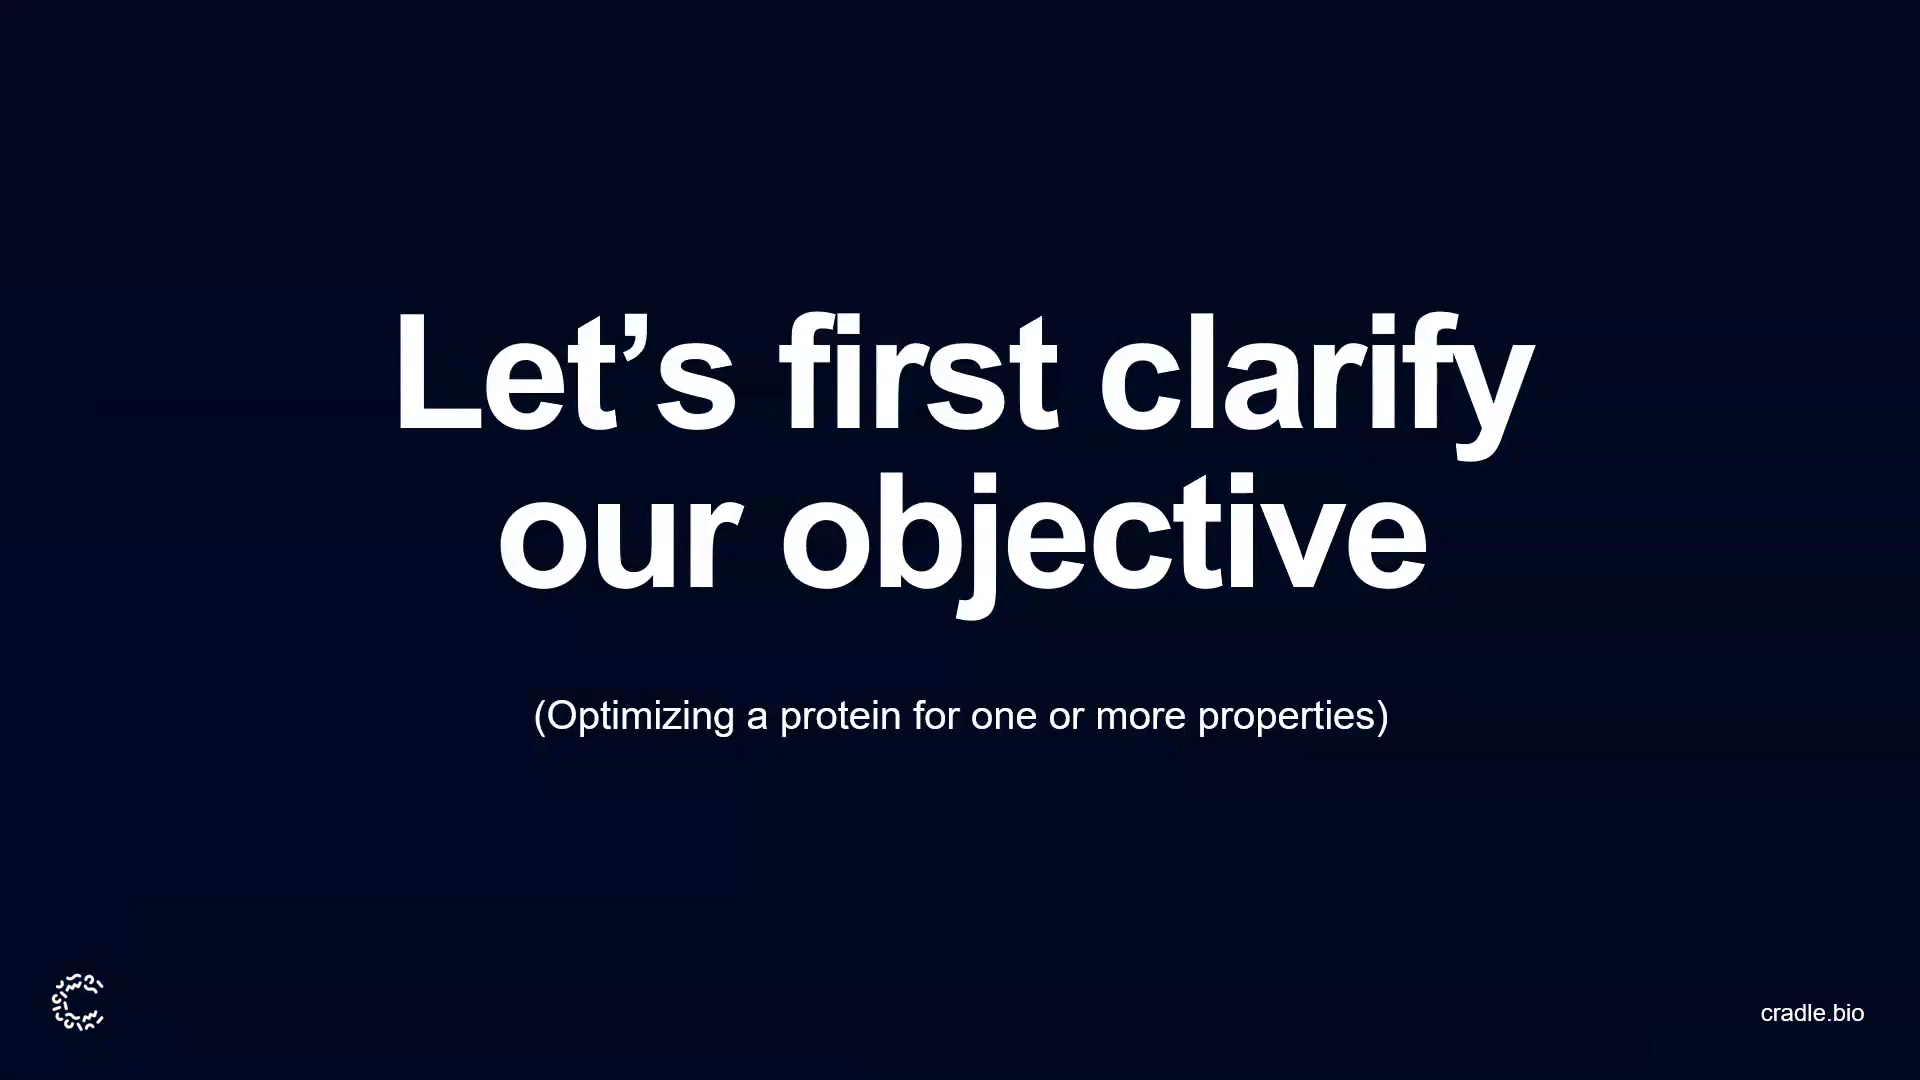 Let’s first clarify
our objective
(Optimizing a protein for one or more properties)
cradle.bio